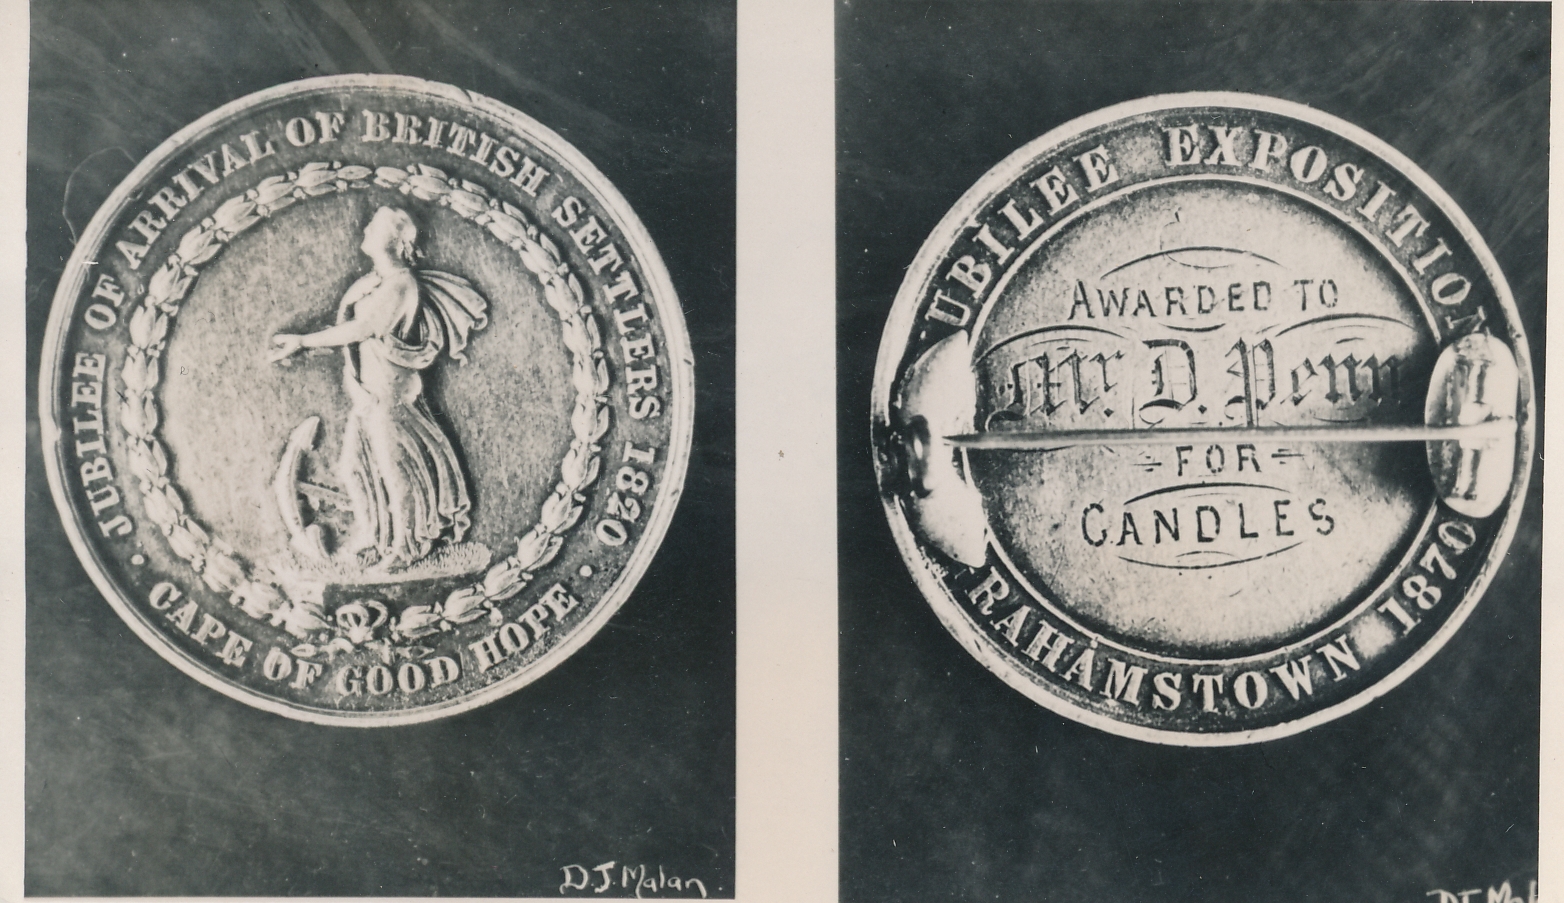 JUBILEE OF ARRIVAL OF BRITISH SETTLERS 1820
· CAPE OF GOOD HOPE ·
D.J. Malan.
UBILEE EXPOSITION
AWARDED TO
Mr. D. Penn
FOR
CANDLES
RAHAMSTOWN 1870
D.J. Mal